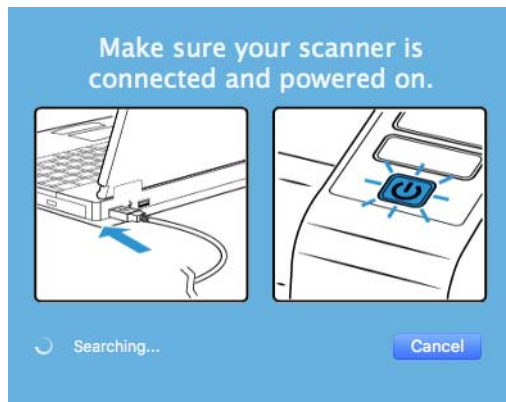 Make sure your scanner is
connected and powered on.
Searching...
Cancel